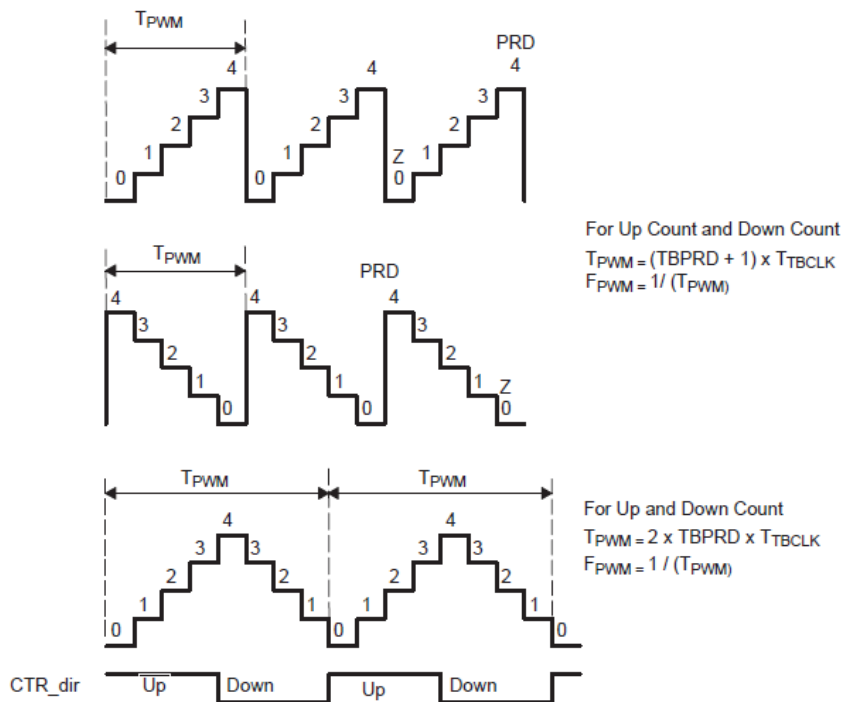 TPWM
PRD
4 4 4
3 3 3
2 2 2
1 1 Z 1
0 0 0
For Up Count and Down Count
TPWM = (TBPRD + 1) x TTBCLK
FPWM = 1/ (TPWM)
TPWM
PRD
4 4 4
3 3 3
2 2 2
1 1 1 Z
0 0 0
TPWM TPWM
For Up and Down Count
TPWM = 2 x TBPRD x TTBCLK
FPWM = 1 / (TPWM)
4 4
3 3 3 3
2 2 2 2
1 1 1 1
0 0 0
CTR_dir Up Down Up Down